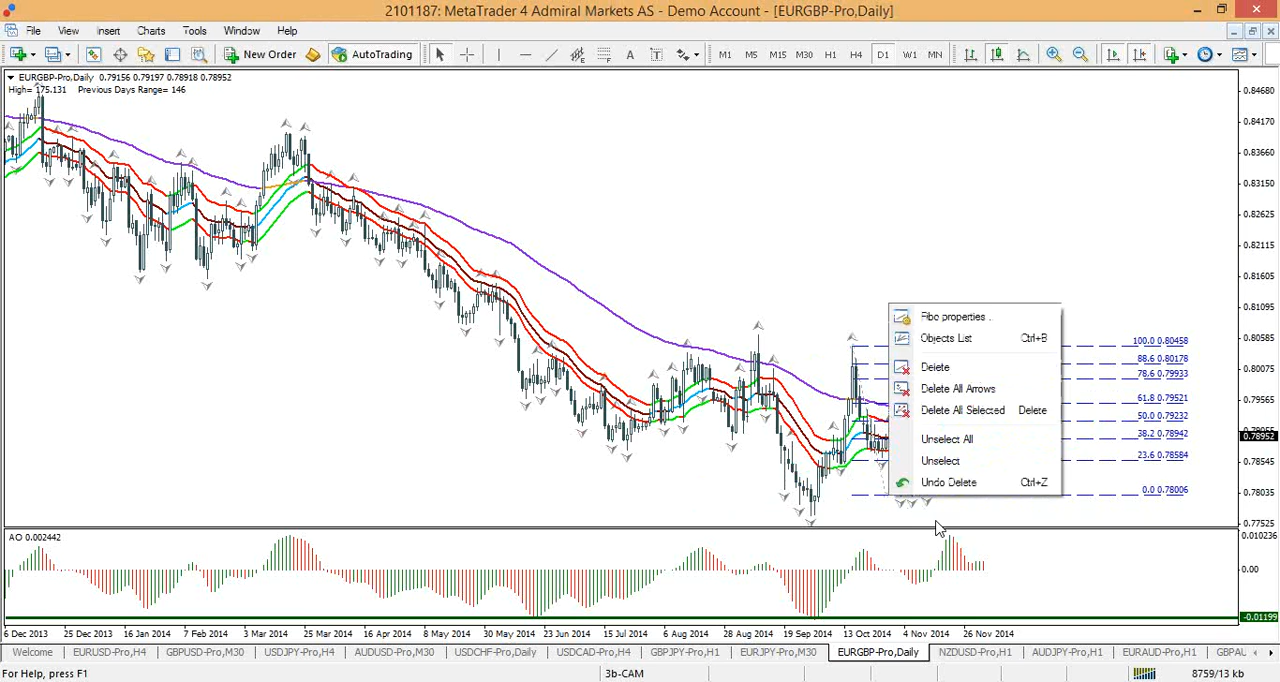 2101187: MetaTrader 4 Admiral Markets AS - Demo Account - [EURGBP-Pro,Daily]
File View Insert Charts Tools Window Help
New Order AutoTrading A T M1 M5 M15 M30 H1 H4 D1 W1 MN
EURGBP-Pro,Daily 0.79156 0.79197 0.78918 0.78952
High= 175.131 Previous Days Range= 146
0.84680
0.84170
0.83660
0.83150
0.82625
0.82115
0.81605
0.81095
0.80585
0.80075
0.79565
0.78952
0.78545
0.78035
0.77525
Fibo properties...
Objects List Ctrl+B
Delete
Delete All Arrows
Delete All Selected Delete
Unselect All
Unselect
Undo Delete Ctrl+Z
100.0 0.80458
88.6 0.80178
78.6 0.79933
61.8 0.79521
50.0 0.79232
38.2 0.78942
23.6 0.78584
0.0 0.78006
AO 0.002442
0.010236
0.00
-0.01199
6 Dec 2013 25 Dec 2013 16 Jan 2014 7 Feb 2014 3 Mar 2014 25 Mar 2014 16 Apr 2014 8 May 2014 30 May 2014 23 Jun 2014 15 Jul 2014 6 Aug 2014 28 Aug 2014 19 Sep 2014 13 Oct 2014 4 Nov 2014 26 Nov 2014
Welcome EURUSD-Pro,H4 GBPUSD-Pro,M30 USDJPY-Pro,H4 AUDUSD-Pro,M30 USDCHF-Pro,Daily USDCAD-Pro,H4 GBPJPY-Pro,H1 EURJPY-Pro,M30 EURGBP-Pro,Daily NZDUSD-Pro,H1 AUDJPY-Pro,H1 EURAUD-Pro,H1 GBPAU
For Help, press F1 3b-CAM 8759/13 kb